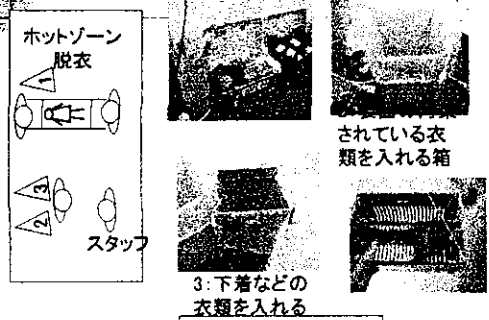 ホットゾーン
脱衣
1
3
2
スタッフ
されている衣
類を入れる箱
3:下着などの
衣類を入れる